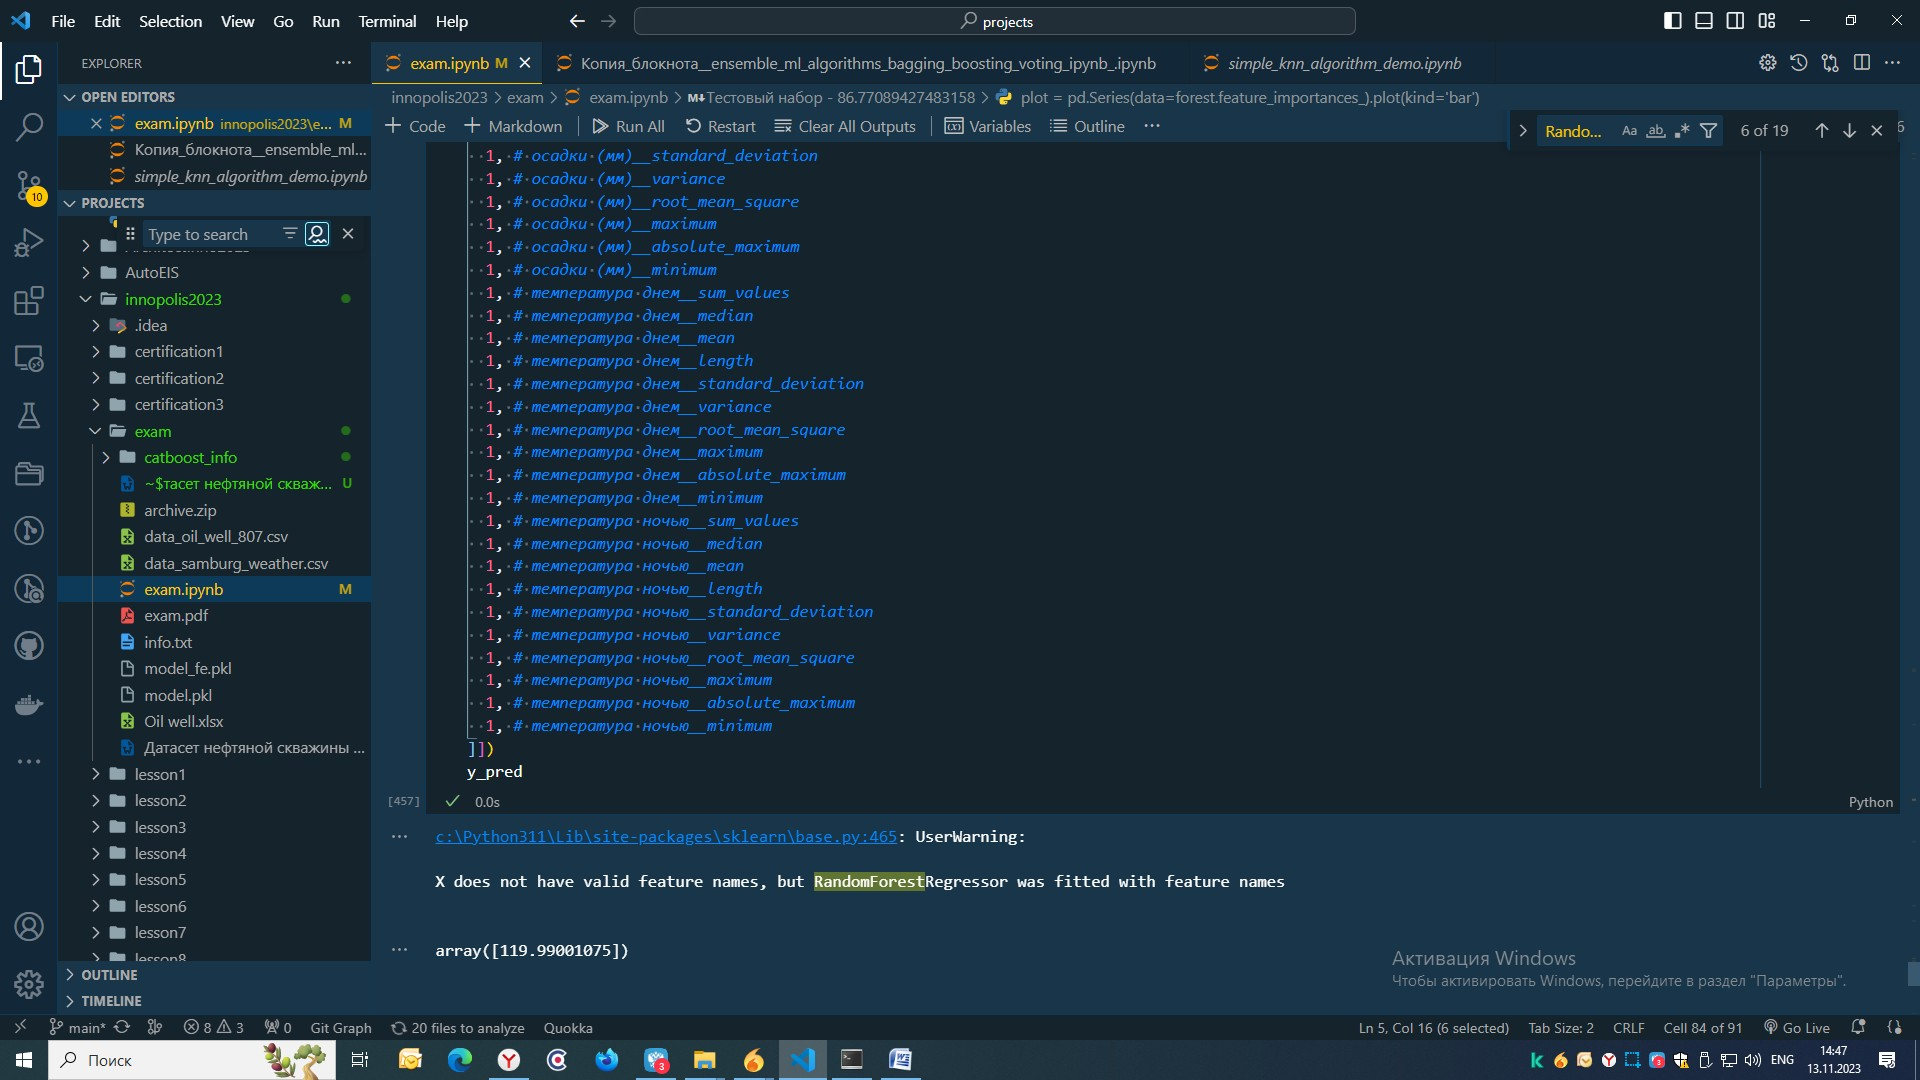 File Edit Selection View Go Run Terminal Help
projects
EXPLORER
exam.ipynb M
Копия_блокнота__ensemble_ml_algorithms_bagging_boosting_voting_ipynb_.ipynb
simple_knn_algorithm_demo.ipynb
OPEN EDITORS
exam.ipynb innopolis2023\e... M
Копия_блокнота__ensemble_ml...
simple_knn_algorithm_demo.ipynb
PROJECTS
Type to search
AutoEIS
innopolis2023
.idea
certification1
certification2
certification3
exam
catboost_info
~$тасет нефтяной скваж... U
archive.zip
data_oil_well_807.csv
data_samburg_weather.csv
exam.ipynb M
exam.pdf
info.txt
model_fe.pkl
model.pkl
Oil well.xlsx
Датасет нефтяной скважины ...
lesson1
lesson2
lesson3
lesson4
lesson5
lesson6
lesson7
lesson8
OUTLINE
TIMELINE
10
innopolis2023 > exam > exam.ipynb > M↓Тестовый набор - 86.77089427483158 > plot = pd.Series(data=forest.feature_importances_).plot(kind='bar')
+ Code + Markdown Run All Restart Clear All Outputs Variables Outline ...
Rando... Aa ab 6 of 19
1, # осадки (мм)__standard_deviation
1, # осадки (мм)__variance
1, # осадки (мм)__root_mean_square
1, # осадки (мм)__maximum
1, # осадки (мм)__absolute_maximum
1, # осадки (мм)__minimum
1, # температура днем__sum_values
1, # температура днем__median
1, # температура днем__mean
1, # температура днем__length
1, # температура днем__standard_deviation
1, # температура днем__variance
1, # температура днем__root_mean_square
1, # температура днем__maximum
1, # температура днем__absolute_maximum
1, # температура днем__minimum
1, # температура ночью__sum_values
1, # температура ночью__median
1, # температура ночью__mean
1, # температура ночью__length
1, # температура ночью__standard_deviation
1, # температура ночью__variance
1, # температура ночью__root_mean_square
1, # температура ночью__maximum
1, # температура ночью__absolute_maximum
1, # температура ночью__minimum
]])
y_pred
[457] 0.0s Python
c:\Python311\Lib\site-packages\sklearn\base.py:465: UserWarning:
X does not have valid feature names, but RandomForestRegressor was fitted with feature names
array([119.99001075])
Активация Windows
Чтобы активировать Windows, перейдите в раздел "Параметры".
main* 8 3 0 Git Graph 20 files to analyze Quokka
Ln 5, Col 16 (6 selected) Tab Size: 2 CRLF Cell 84 of 91 Go Live
Поиск
3
ENG
14:47
13.11.2023